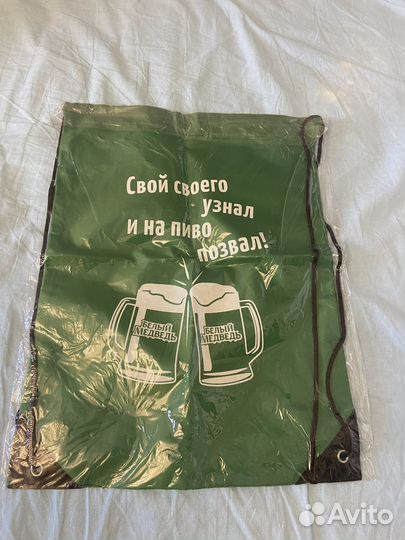 Свой своего
узнал
и на пиво
позвал!
БЕЛЫЙ
МЕДВЕДЬ
БЕЛЫЙ
МЕДВЕДЬ
Avito